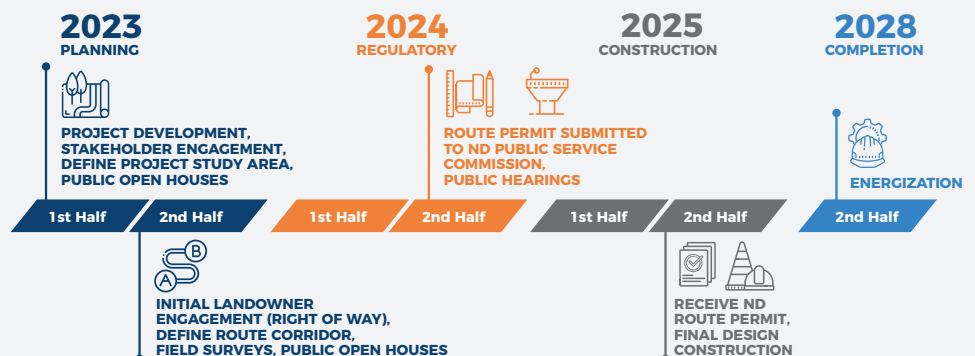 2023
PLANNING
2024
REGULATORY
2025
CONSTRUCTION
2028
COMPLETION
PROJECT DEVELOPMENT,
STAKEHOLDER ENGAGEMENT,
DEFINE PROJECT STUDY AREA,
PUBLIC OPEN HOUSES
ROUTE PERMIT SUBMITTED
TO ND PUBLIC SERVICE
COMMISSION,
PUBLIC HEARINGS
ENERGIZATION
1st Half
2nd Half
1st Half
2nd Half
1st Half
2nd Half
2nd Half
A
B
INITIAL LANDOWNER
ENGAGEMENT (RIGHT OF WAY),
DEFINE ROUTE CORRIDOR,
FIELD SURVEYS, PUBLIC OPEN HOUSES
RECEIVE ND
ROUTE PERMIT,
FINAL DESIGN
CONSTRUCTION